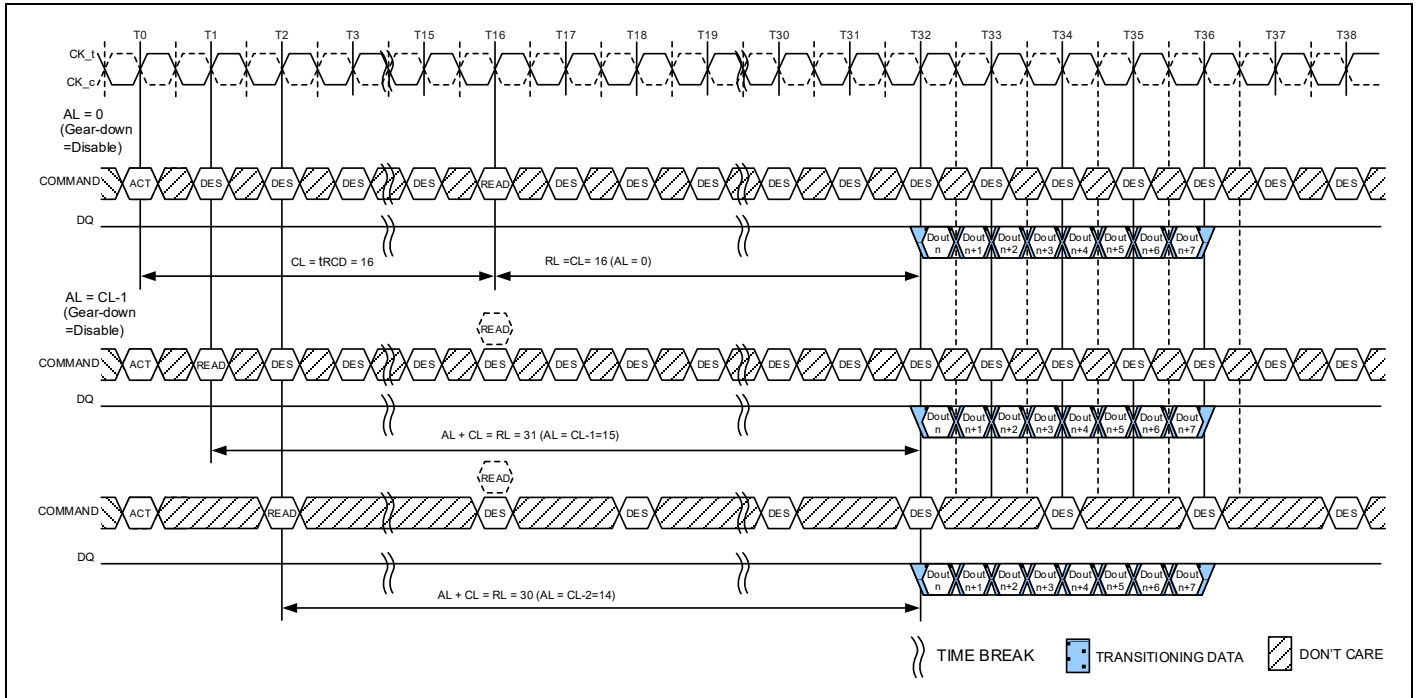 T0 T1 T2 T3 T15 T16 T17 T18 T19 T30 T31 T32 T33 T34 T35 T36 T37 T38
CK_t
CK_c
AL = 0
(Gear-down
=Disable)
COMMAND ACT DES DES DES DES READ DES DES DES DES DES DES DES DES DES DES DES DES
DQ
Dout Dout Dout Dout Dout Dout Dout Dout
n n+1 n+2 n+3 n+4 n+5 n+6 n+7
CL = tRCD = 16 RL =CL= 16 (AL = 0)
AL = CL-1
(Gear-down
=Disable)
READ
COMMAND ACT READ DES DES DES DES DES DES DES DES DES DES DES DES DES DES DES DES
DQ
Dout Dout Dout Dout Dout Dout Dout Dout
n n+1 n+2 n+3 n+4 n+5 n+6 n+7
AL + CL = RL = 31 (AL = CL-1=15)
READ
COMMAND ACT READ DES DES DES DES DES DES DES
DQ
Dout Dout Dout Dout Dout Dout Dout Dout
n n+1 n+2 n+3 n+4 n+5 n+6 n+7
AL + CL = RL = 30 (AL = CL-2=14)
TIME BREAK TRANSITIONING DATA DON'T CARE